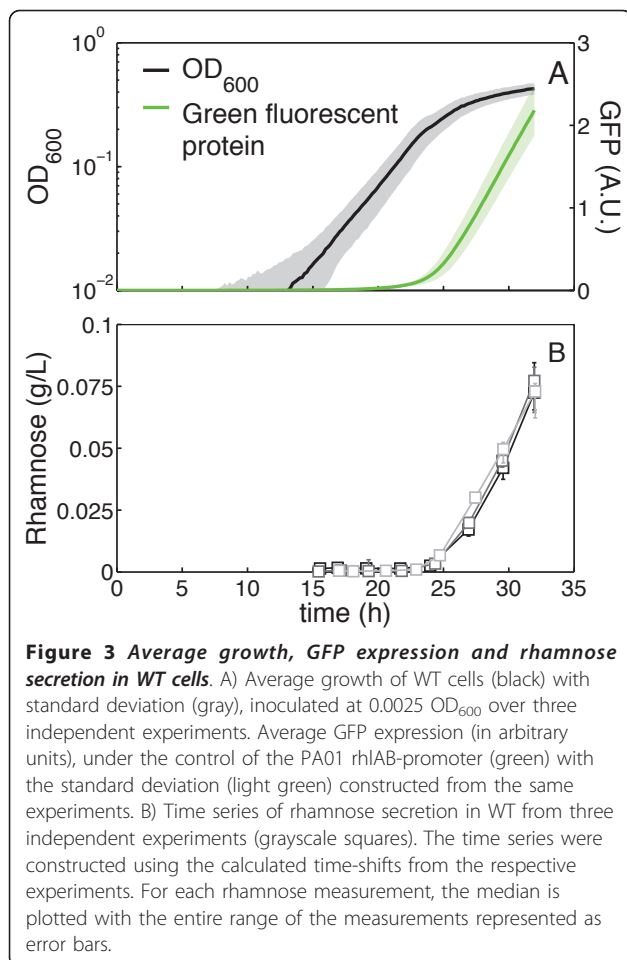 10⁰
3
OD₆₀₀
A
Green fluorescent
protein
2
OD₆₀₀
10⁻¹
GFP (A.U.)
1
10⁻²
0
0.1
B
Rhamnose (g/L)
0.075
0.05
0.025
0
0 5 10 15 20 25 30 35
time (h)
Figure 3 Average growth, GFP expression and rhamnose
secretion in WT cells. A) Average growth of WT cells (black) with
standard deviation (gray), inoculated at 0.0025 OD₆₀₀ over three
independent experiments. Average GFP expression (in arbitrary
units), under the control of the PA01 rhlAB-promoter (green) with
the standard deviation (light green) constructed from the same
experiments. B) Time series of rhamnose secretion in WT from three
independent experiments (grayscale squares). The time series were
constructed using the calculated time-shifts from the respective
experiments. For each rhamnose measurement, the median is
plotted with the entire range of the measurements represented as
error bars.